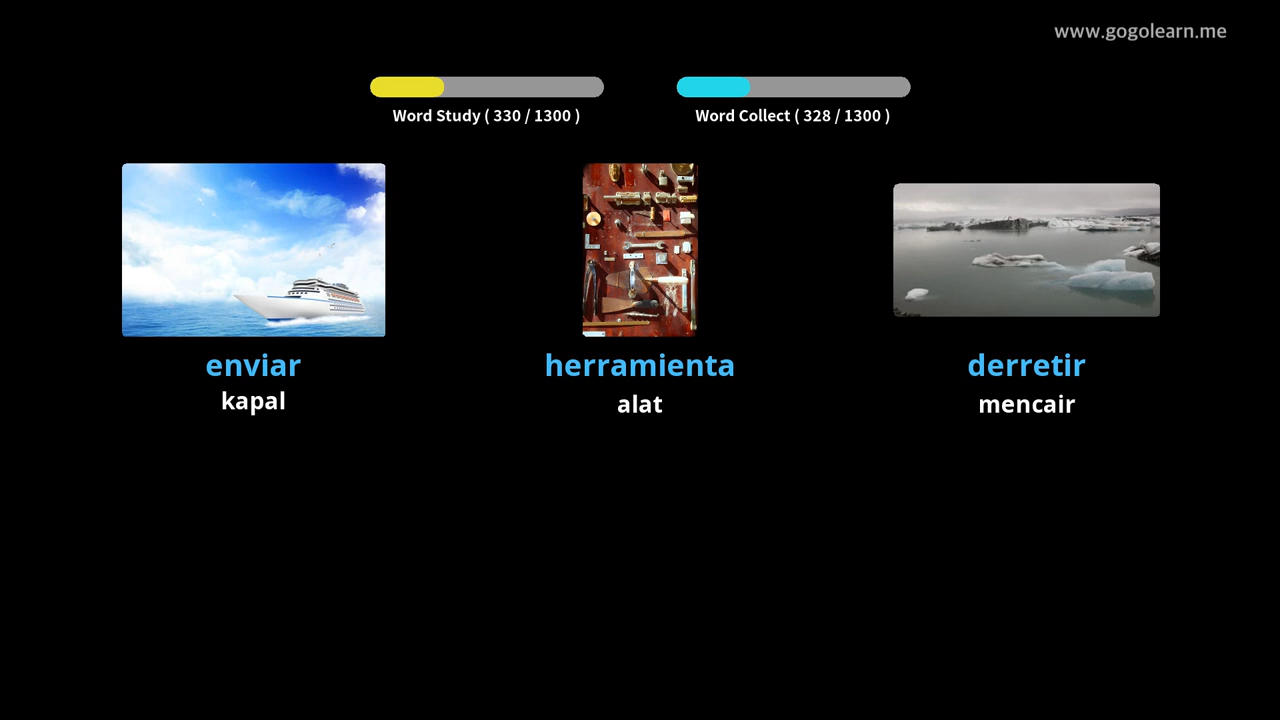 www.gogolearn.me
Word Study ( 330 / 1300 )
Word Collect ( 328 / 1300 )
enviar
kapal
herramienta
alat
derretir
mencair